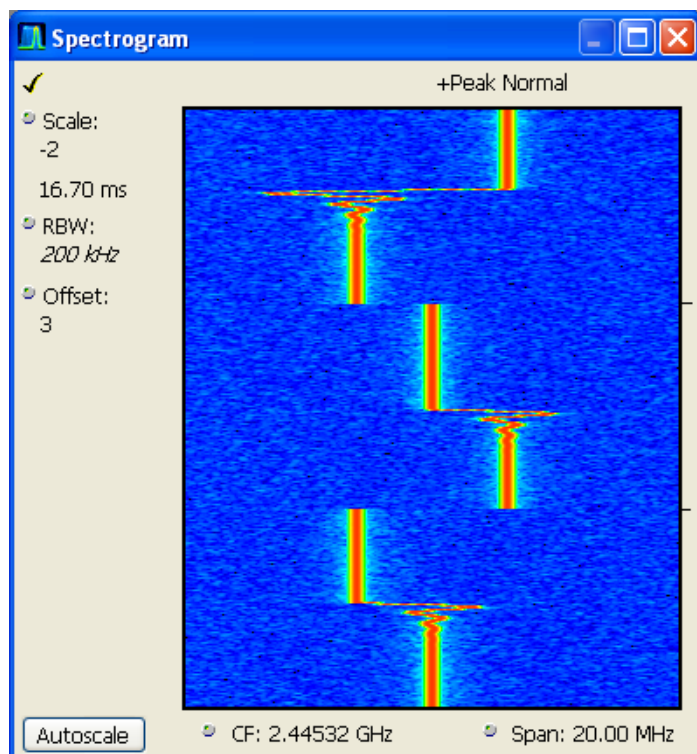 Spectrogram
+Peak Normal
Scale:
-2
16.70 ms
RBW:
200 kHz
Offset:
3
Autoscale
CF: 2.44532 GHz
Span: 20.00 MHz